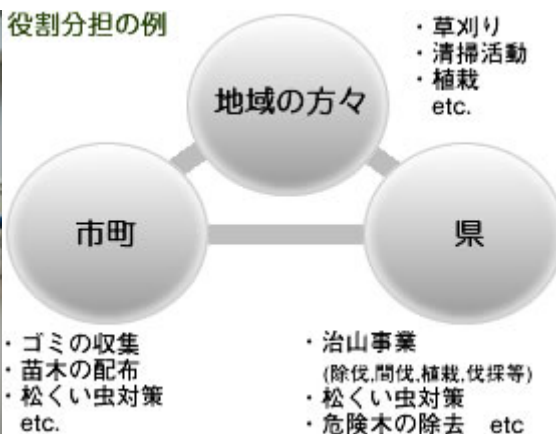 役割分担の例
・草刈り
・清掃活動
・植栽
etc.
地域の方々
市町
県
・ゴミの収集
・苗木の配布
・松くい虫対策
etc.
・治山事業
(除伐,間伐,植栽,伐採等)
・松くい虫対策
・危険木の除去 etc